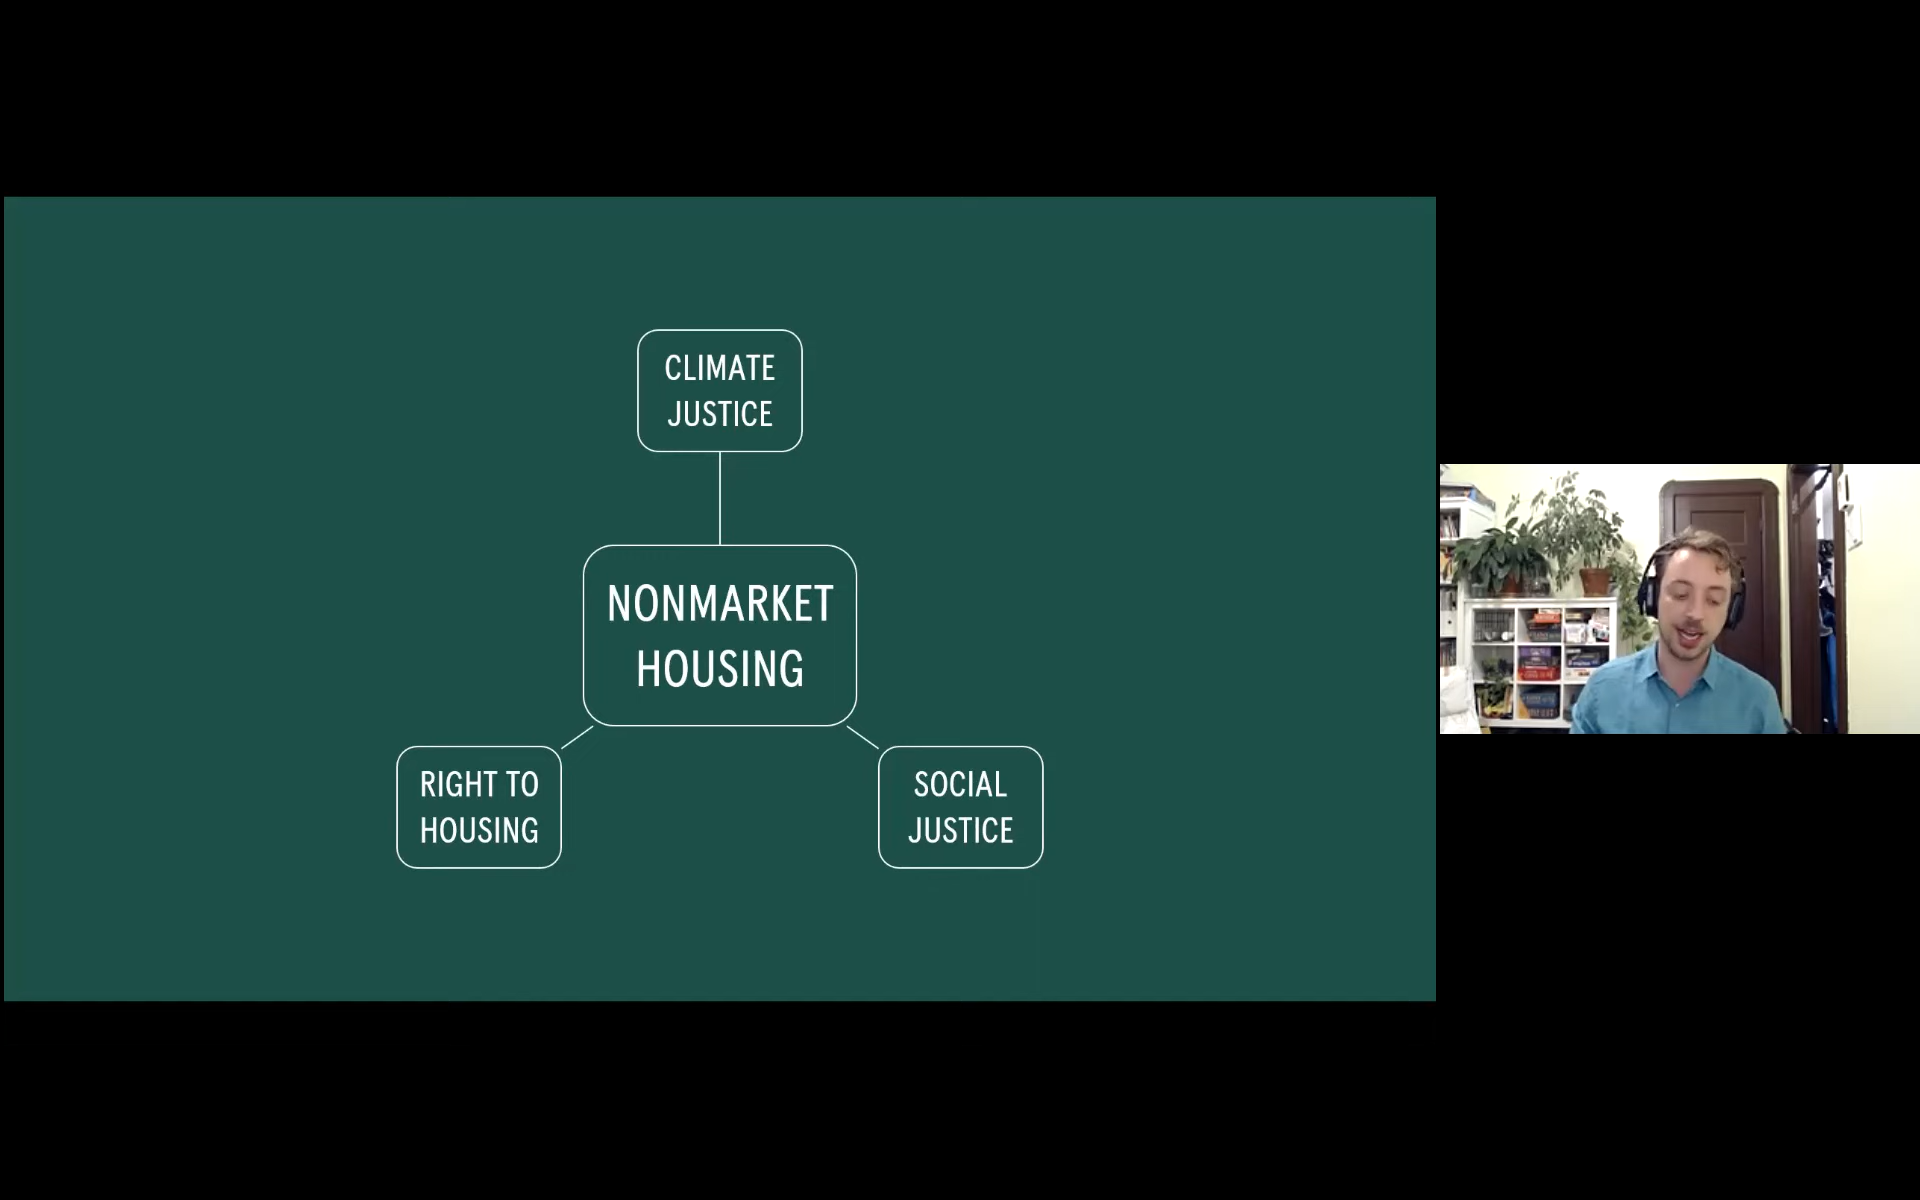 CLIMATE
JUSTICE
NONMARKET
HOUSING
RIGHT TO
HOUSING
SOCIAL
JUSTICE